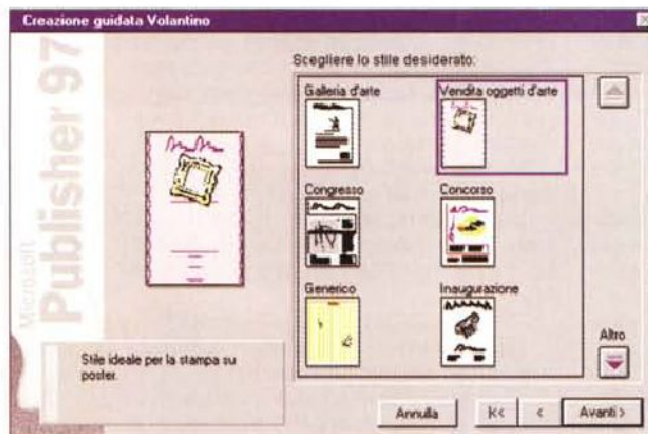 Creazione guidata Volantino
Microsoft
Publisher 97
Scegliere lo stile desiderato:
Galleria d'arte
Vendita oggetti d'arte
Congresso
Concorso
Generico
Inaugurazione
Altro
Stile ideale per la stampa su
poster.
Annulla
|<
<
Avanti >